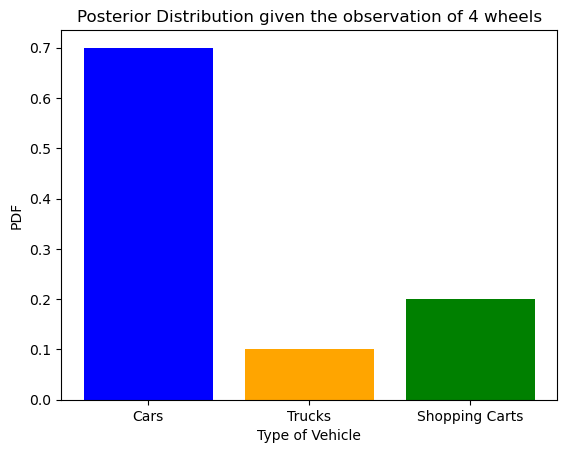 Posterior Distribution given the observation of 4 wheels
0.7
0.6
0.5
0.4
0.3
0.2
0.1
0.0
PDF
Cars
Trucks
Shopping Carts
Type of Vehicle